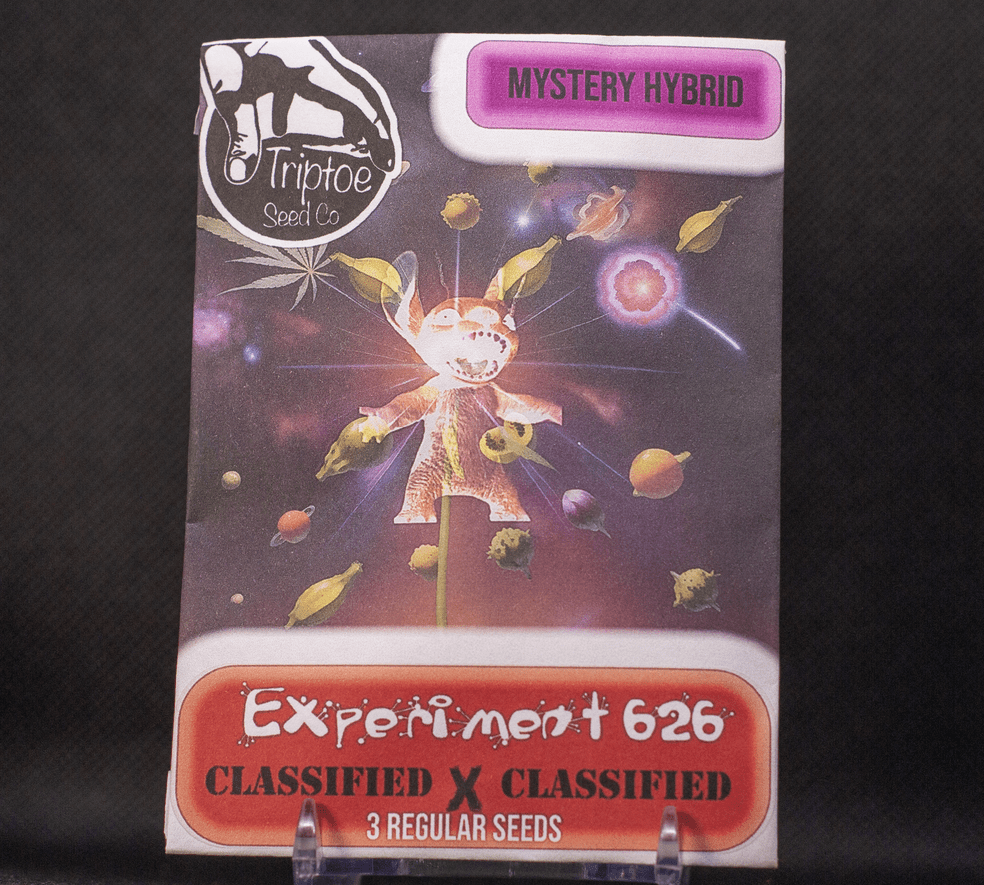 Triptoe
Seed Co
MYSTERY HYBRID
Experiment 626
CLASSIFIED X CLASSIFIED
3 REGULAR SEEDS